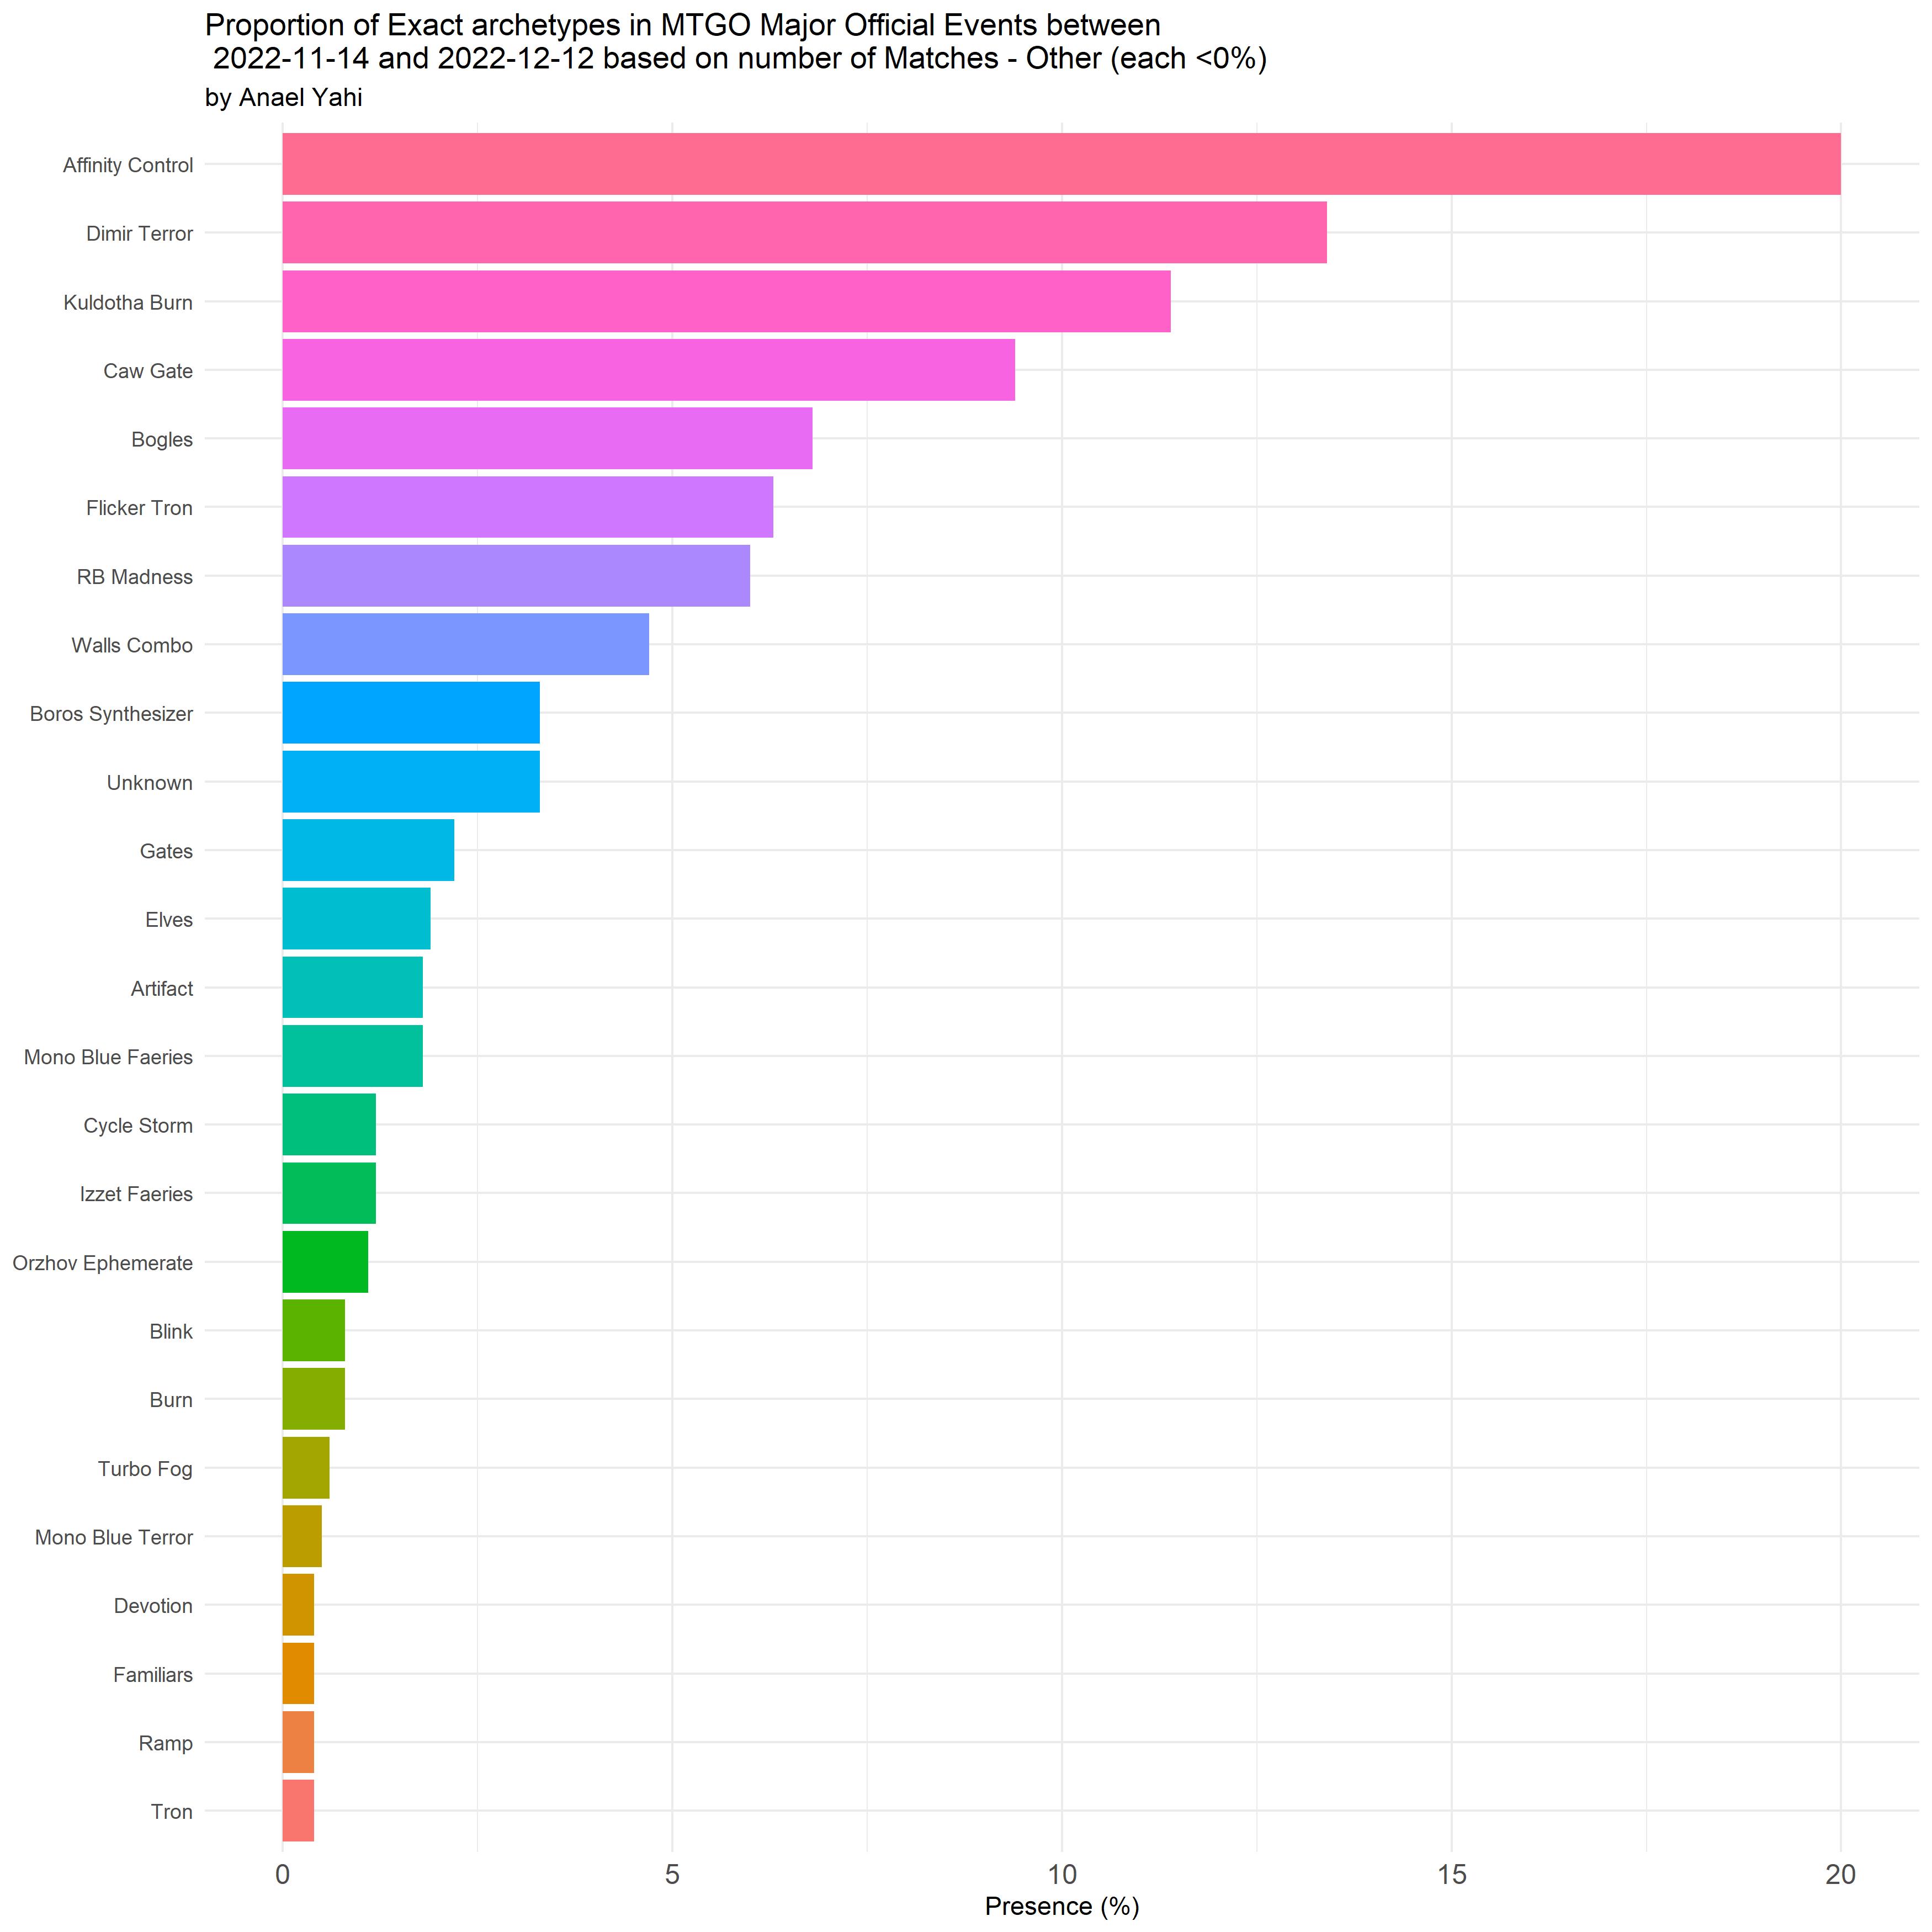 Proportion of Exact archetypes in MTGO Major Official Events between
2022-11-14 and 2022-12-12 based on number of Matches - Other (each <0%)
by Anael Yahi
Affinity Control
Dimir Terror
Kuldotha Burn
Caw Gate
Bogles
Flicker Tron
RB Madness
Walls Combo
Boros Synthesizer
Unknown
Gates
Elves
Artifact
Mono Blue Faeries
Cycle Storm
Izzet Faeries
Orzhov Ephemerate
Blink
Burn
Turbo Fog
Mono Blue Terror
Devotion
Familiars
Ramp
Tron
0 5 10 15 20
Presence (%)